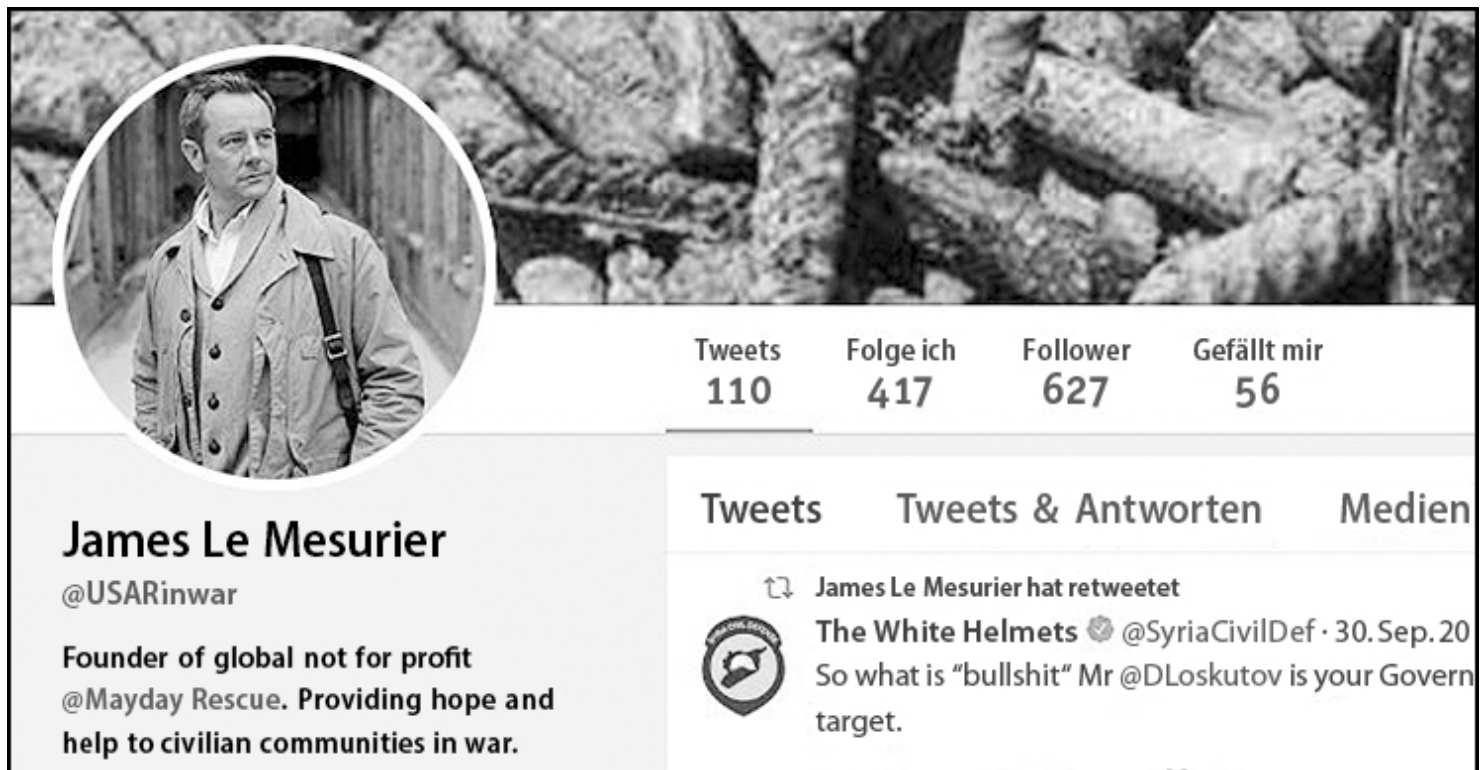 Tweets Folge ich Follower Gefällt mir
110 417 627 56
James Le Mesurier
@USARinwar
Founder of global not for profit
@Mayday Rescue. Providing hope and
help to civilian communities in war.
Tweets Tweets & Antworten Medien
James Le Mesurier hat retweetet
The White Helmets @SyriaCivilDef · 30. Sep. 20
So what is “bullshit“ Mr @DLoskutov is your Govern
target.
SYRIA CIVIL DEFENSE